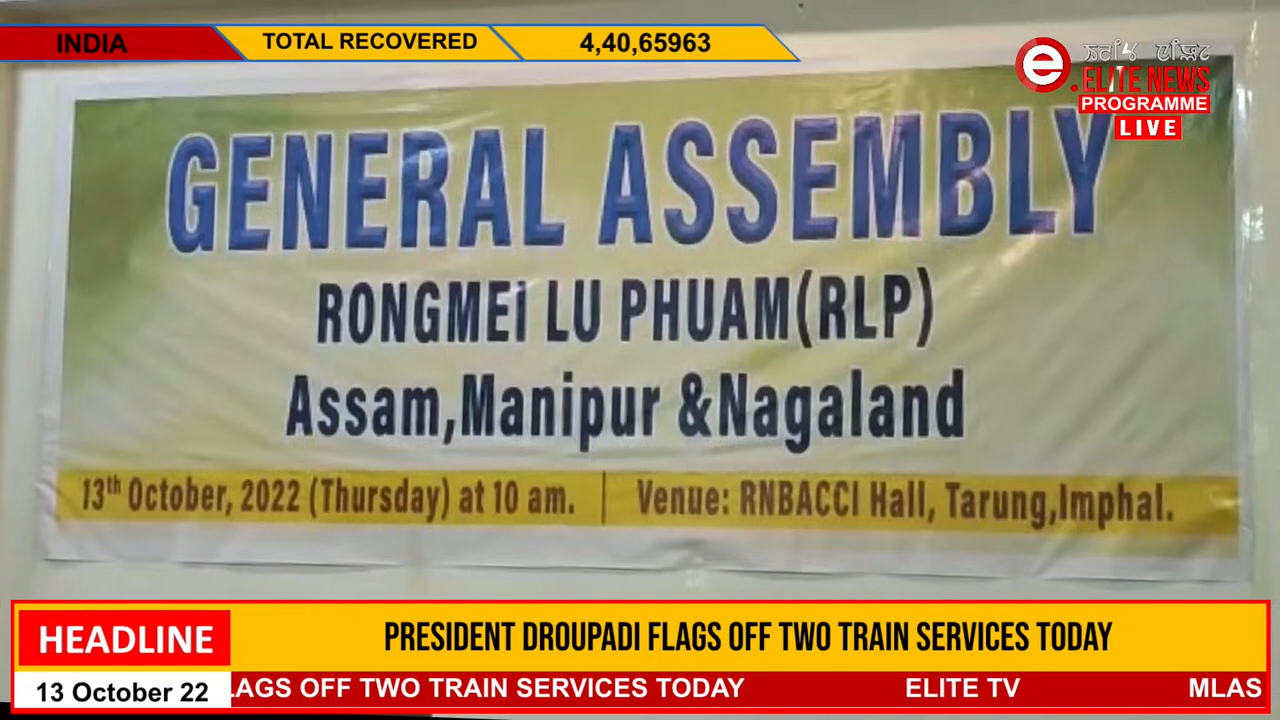 INDIA TOTAL RECOVERED 4,40,65963
ꯏꯂꯥꯏꯠ
e.ELITE NEWS
PROGRAMME
LIVE
GENERAL ASSEMBLY
RONGMEI LU PHUAM(RLP)
Assam,Manipur &Nagaland
13th October, 2022 (Thursday) at 10 am. | Venue: RNBACCI Hall, Tarung,Imphal.
HEADLINE PRESIDENT DROUPADI FLAGS OFF TWO TRAIN SERVICES TODAY
13 October 22 LAGS OFF TWO TRAIN SERVICES TODAY ELITE TV MLAS